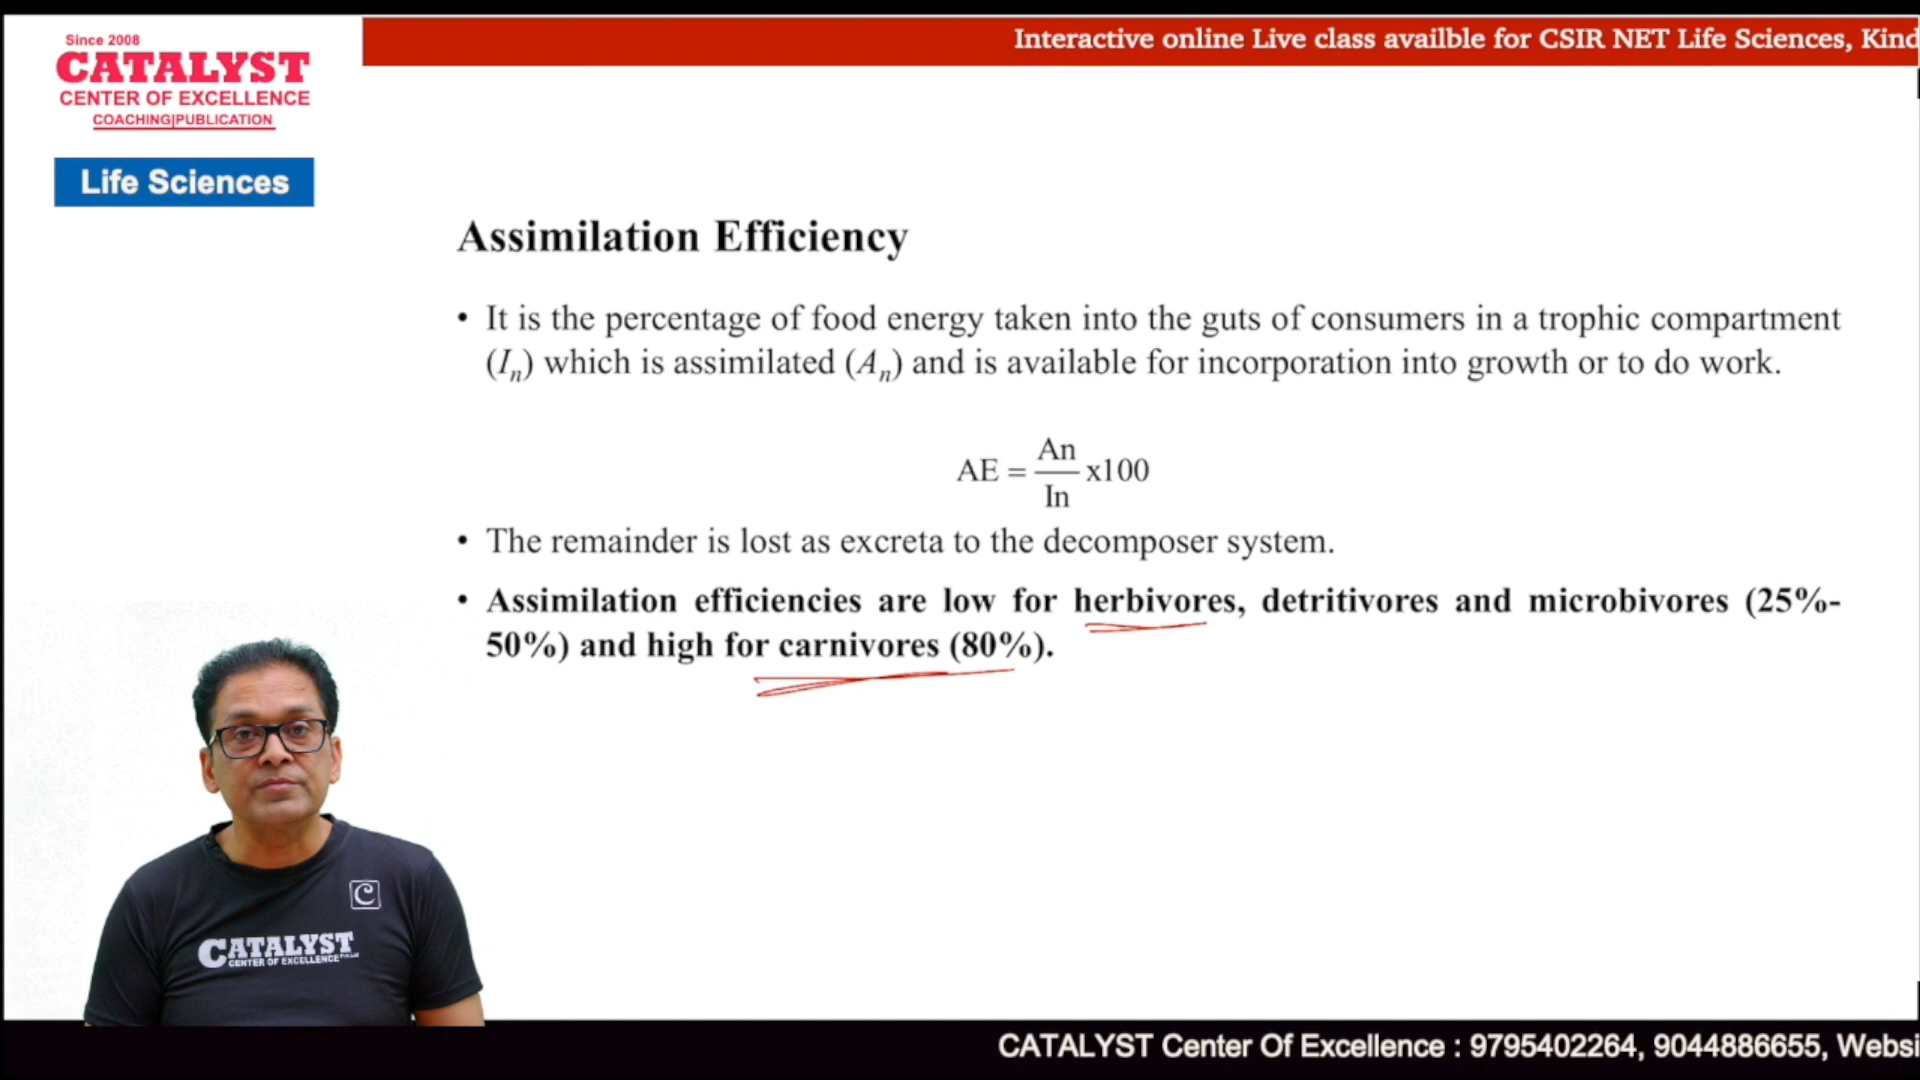 Since 2008
CATALYST
CENTER OF EXCELLENCE
COACHING|PUBLICATION
Interactive online Live class availble for CSIR NET Life Sciences, Kind
Life Sciences
Assimilation Efficiency
• It is the percentage of food energy taken into the guts of consumers in a trophic compartment
(Iₙ) which is assimilated (Aₙ) and is available for incorporation into growth or to do work.
AE = An/In x100
• The remainder is lost as excreta to the decomposer system.
• Assimilation efficiencies are low for herbivores, detritivores and microbivores (25%-
50%) and high for carnivores (80%).
C
CATALYST
CENTER OF EXCELLENCE
CATALYST Center Of Excellence : 9795402264, 9044886655, Websi